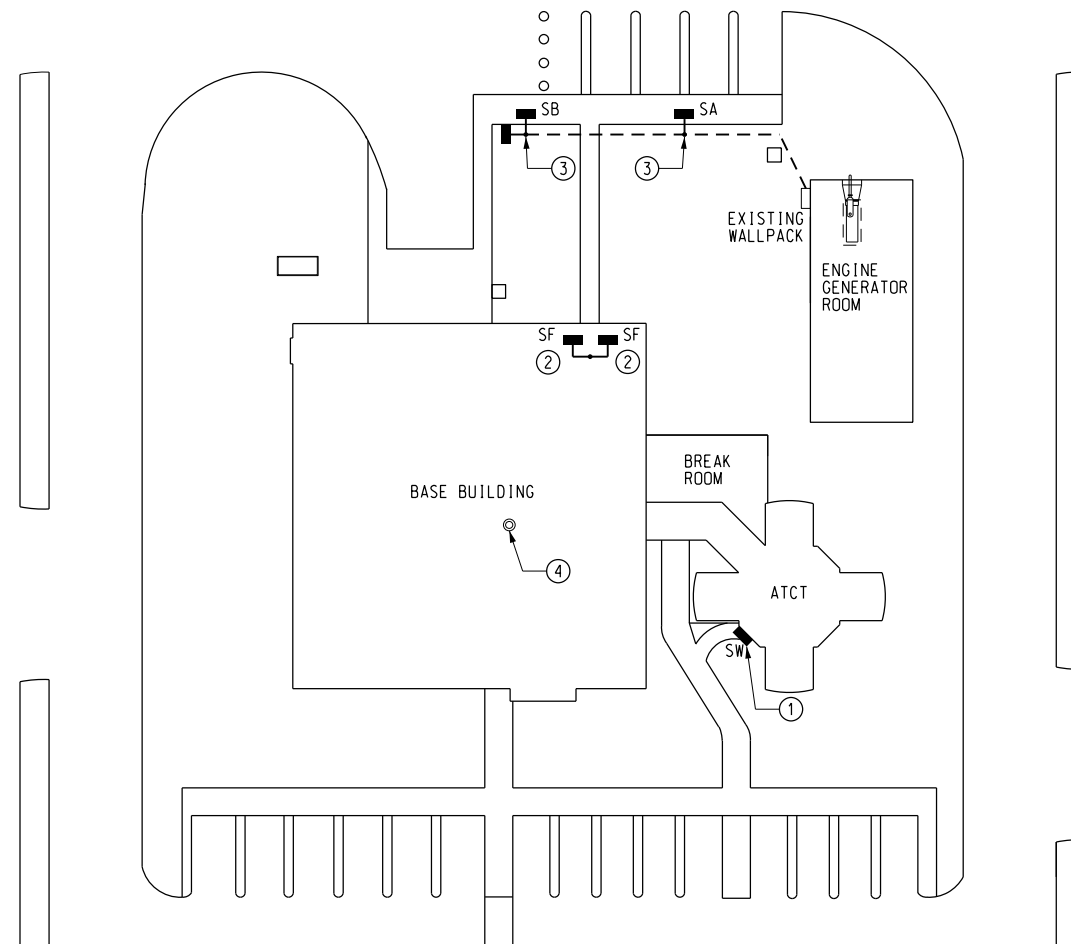 SB
SA
3
3
EXISTING
WALLPACK
ENGINE
GENERATOR
ROOM
SF
SF
2
2
BREAK
ROOM
BASE BUILDING
4
ATCT
SW
1